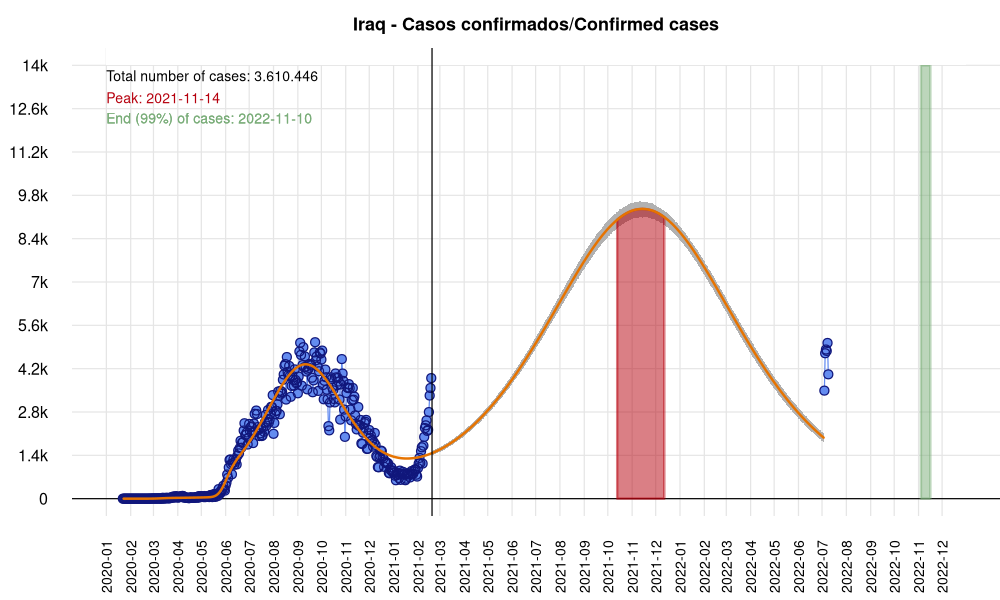 Iraq - Casos confirmados/Confirmed cases
Total number of cases: 3.610.446
Peak: 2021-11-14
End (99%) of cases: 2022-11-10
14k
12.6k
11.2k
9.8k
8.4k
7k
5.6k
4.2k
2.8k
1.4k
0
2020-01
2020-02
2020-03
2020-04
2020-05
2020-06
2020-07
2020-08
2020-09
2020-10
2020-11
2020-12
2021-01
2021-02
2021-03
2021-04
2021-05
2021-06
2021-07
2021-08
2021-09
2021-10
2021-11
2021-12
2022-01
2022-02
2022-03
2022-04
2022-05
2022-06
2022-07
2022-08
2022-09
2022-10
2022-11
2022-12